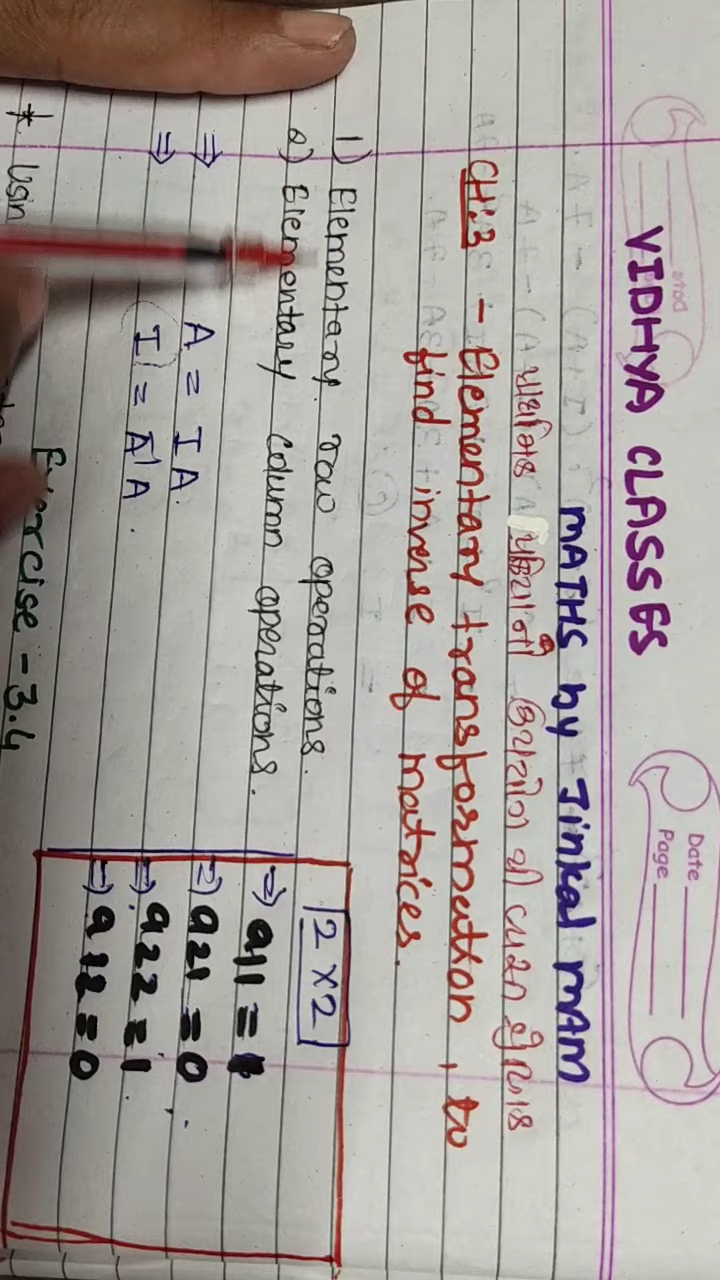 VIDHYA CLASSES
Date
Page
MATHS by Jinkal MAM
CH:3 - Elementary transformation, to
find inverse of matrices.
1) Elementary row operations.
2) Elementary column operations.
⇒ A = IA
⇒ I = A⁻¹A.
Exercise - 3.4
* Usin
2×2
⇒ a11 = 1
⇒ a21 = 0
⇒ a22 = 1
⇒ a12 = 0